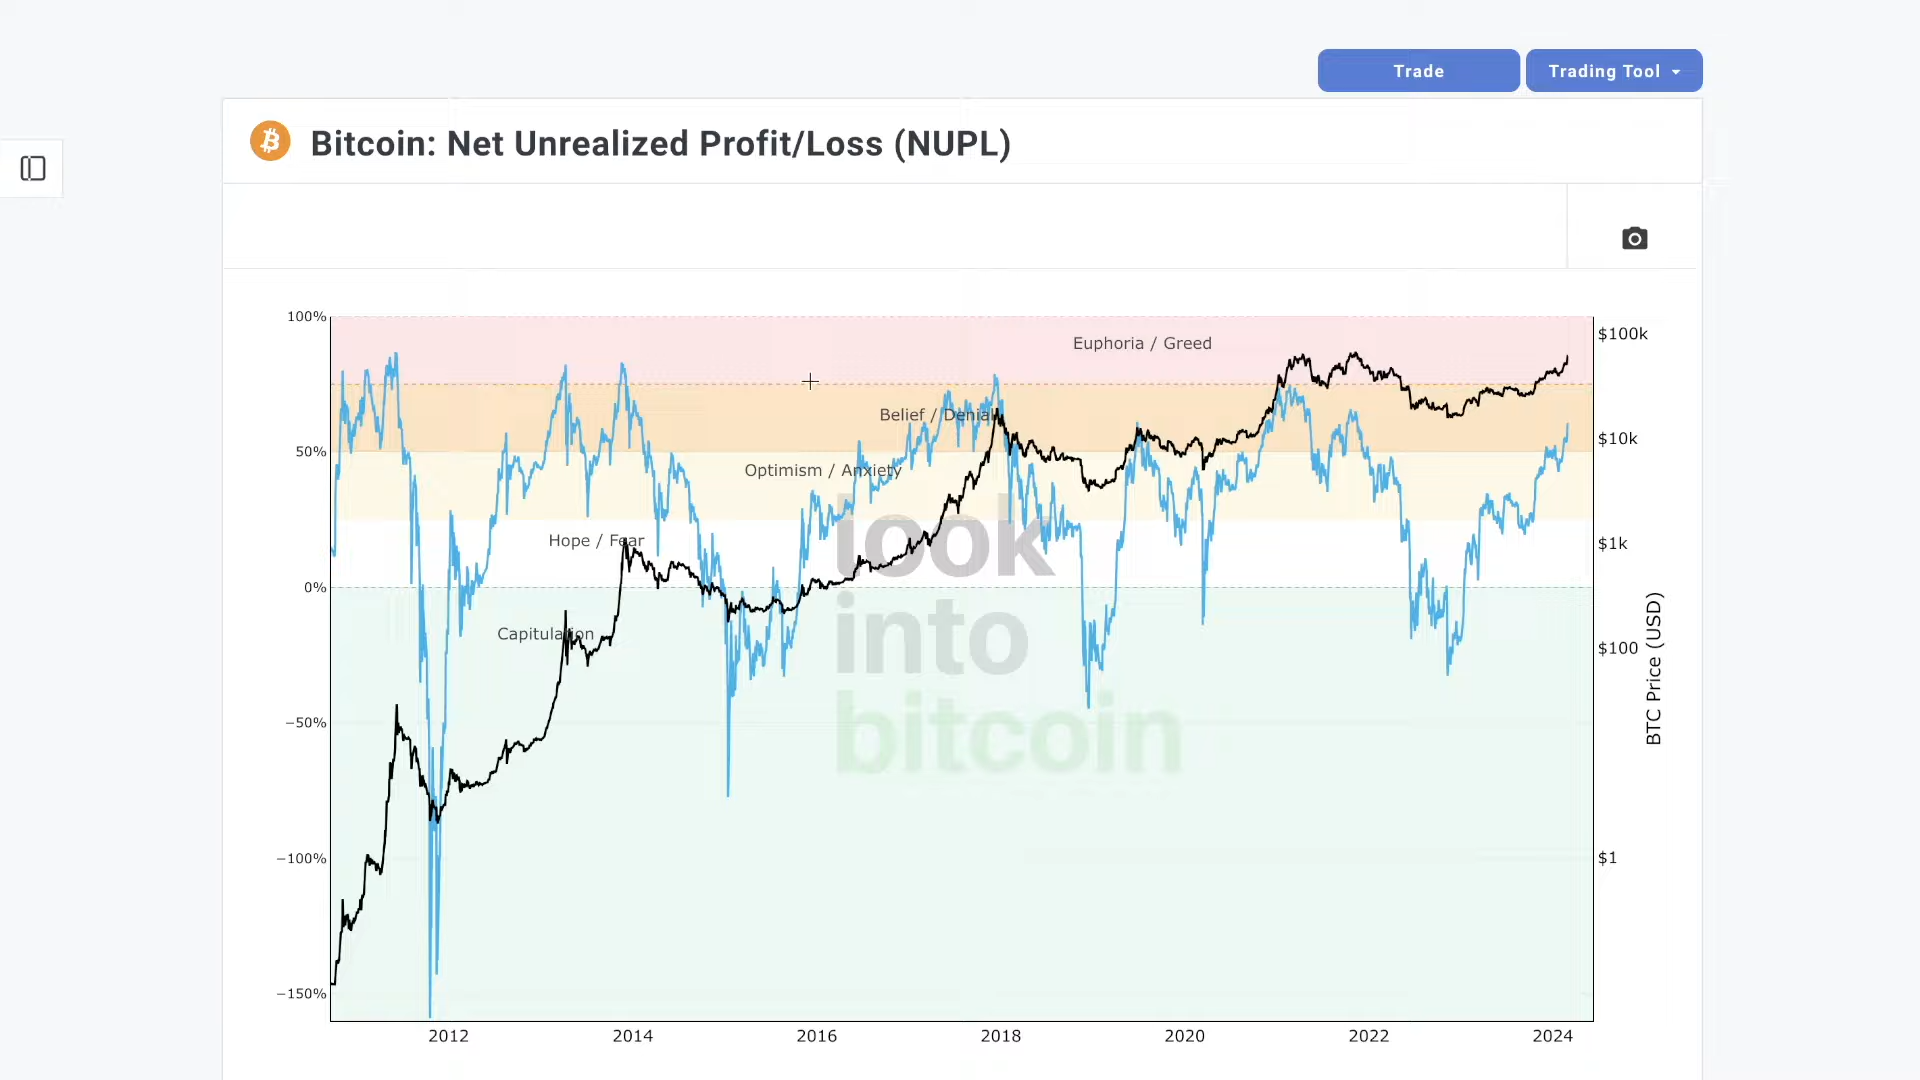 Trade
Trading Tool
Bitcoin: Net Unrealized Profit/Loss (NUPL)
100%
Euphoria / Greed
$100k
Belief / Denial
$10k
50%
Optimism / Anxiety
look
Hope / Fear
$1k
0%
into
Capitulation
$100
BTC Price (USD)
−50%
bitcoin
−100%
$1
−150%
2012
2014
2016
2018
2020
2022
2024